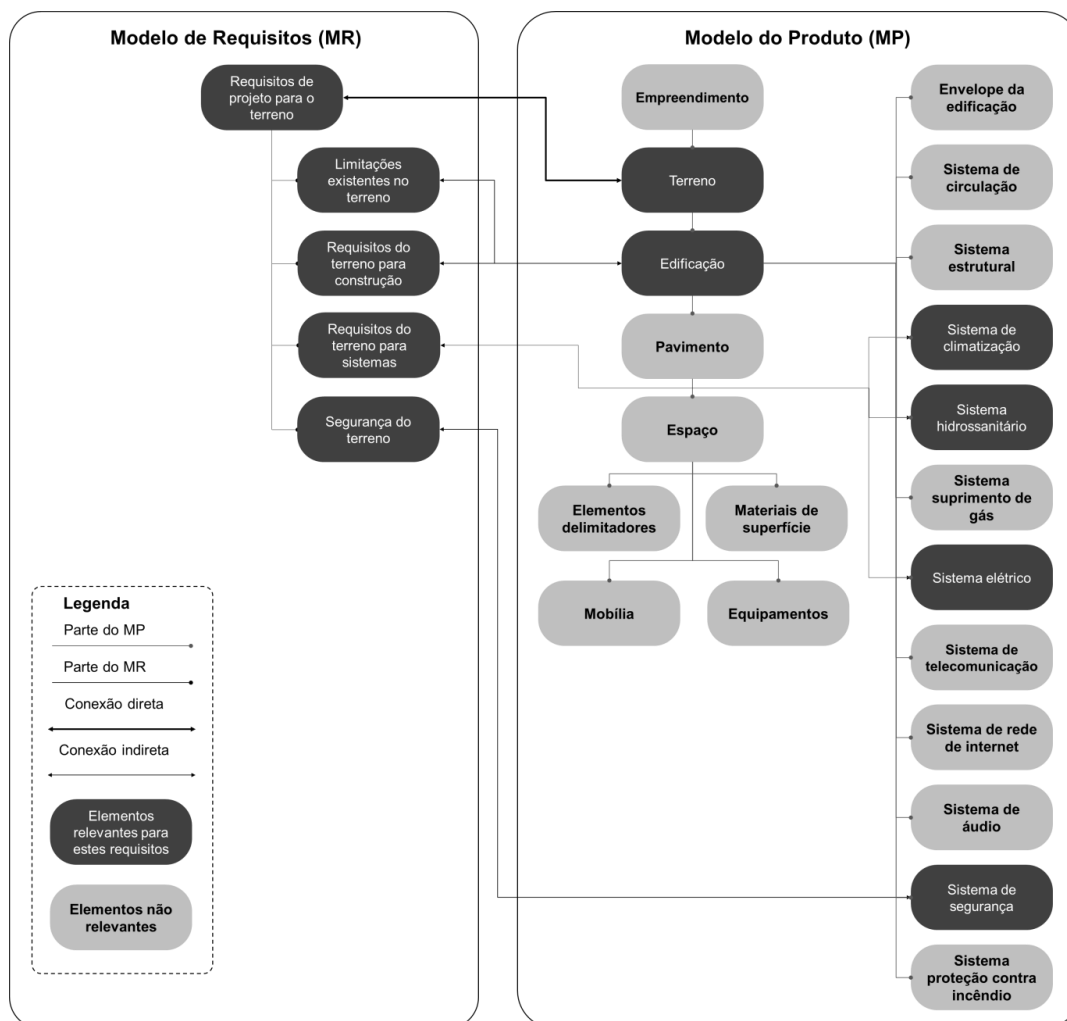 Modelo de Requisitos (MR)
Requisitos de
projeto para o
terreno
Limitações
existentes no
terreno
Requisitos do
terreno para
construção
Requisitos do
terreno para
sistemas
Segurança do
terreno
Legenda
Parte do MP
Parte do MR
Conexão direta
Conexão indireta
Elementos
relevantes para
estes requisitos
Elementos não
relevantes
Modelo do Produto (MP)
Empreendimento
Terreno
Edificação
Pavimento
Espaço
Elementos
delimitadores
Materiais de
superfície
Mobília
Equipamentos
Envelope da
edificação
Sistema de
circulação
Sistema
estrutural
Sistema de
climatização
Sistema
hidrossanitário
Sistema
suprimento de
gás
Sistema elétrico
Sistema de
telecomunicação
Sistema de rede
de internet
Sistema de
áudio
Sistema de
segurança
Sistema
proteção contra
incêndio